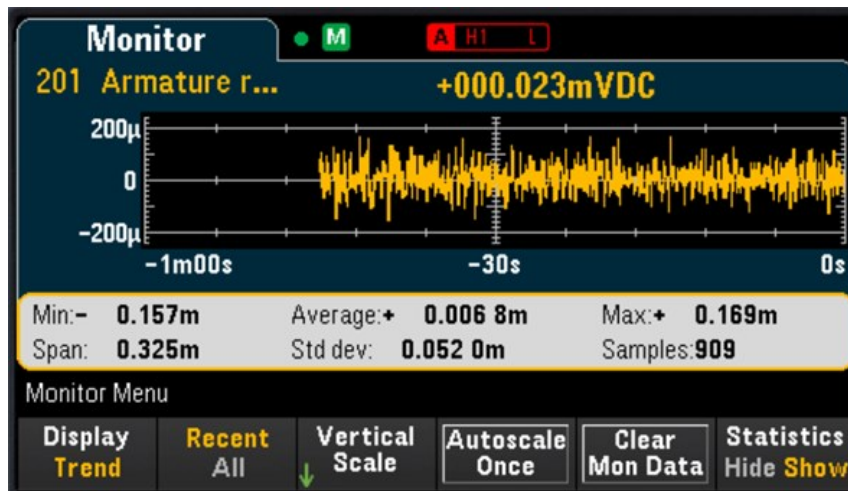 Monitor M A H1 L
201 Armature r... +000.023mVDC
200µ
0
-200µ
-1m00s -30s 0s
Min:- 0.157m Average:+ 0.006 8m Max:+ 0.169m
Span: 0.325m Std dev: 0.052 0m Samples:909
Monitor Menu
Display Recent Vertical Autoscale Clear Statistics
Trend All Scale Once Mon Data Hide Show